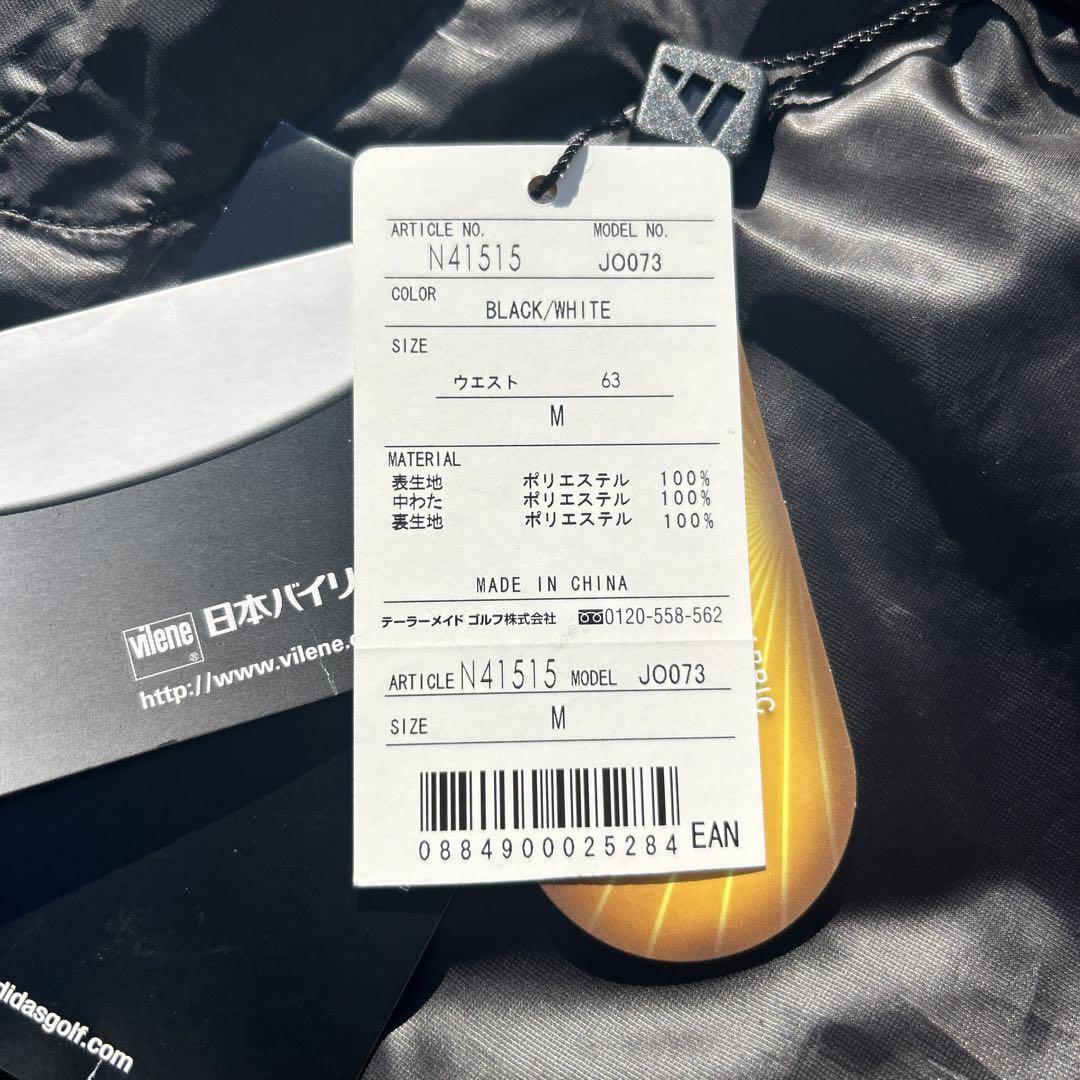 ARTICLE NO. MODEL NO.
N41515 JO073
COLOR
BLACK/WHITE
SIZE
ウエスト 63
M
MATERIAL
表生地 ポリエステル 100%
中わた ポリエステル 100%
裏生地 ポリエステル 100%
MADE IN CHINA
テーラーメイド ゴルフ株式会社 0120-558-562
ARTICLE N41515 MODEL JO073
SIZE M
0884900025284 EAN
vilene® 日本バイリ
http://www.vilene.c
didasgolf.com